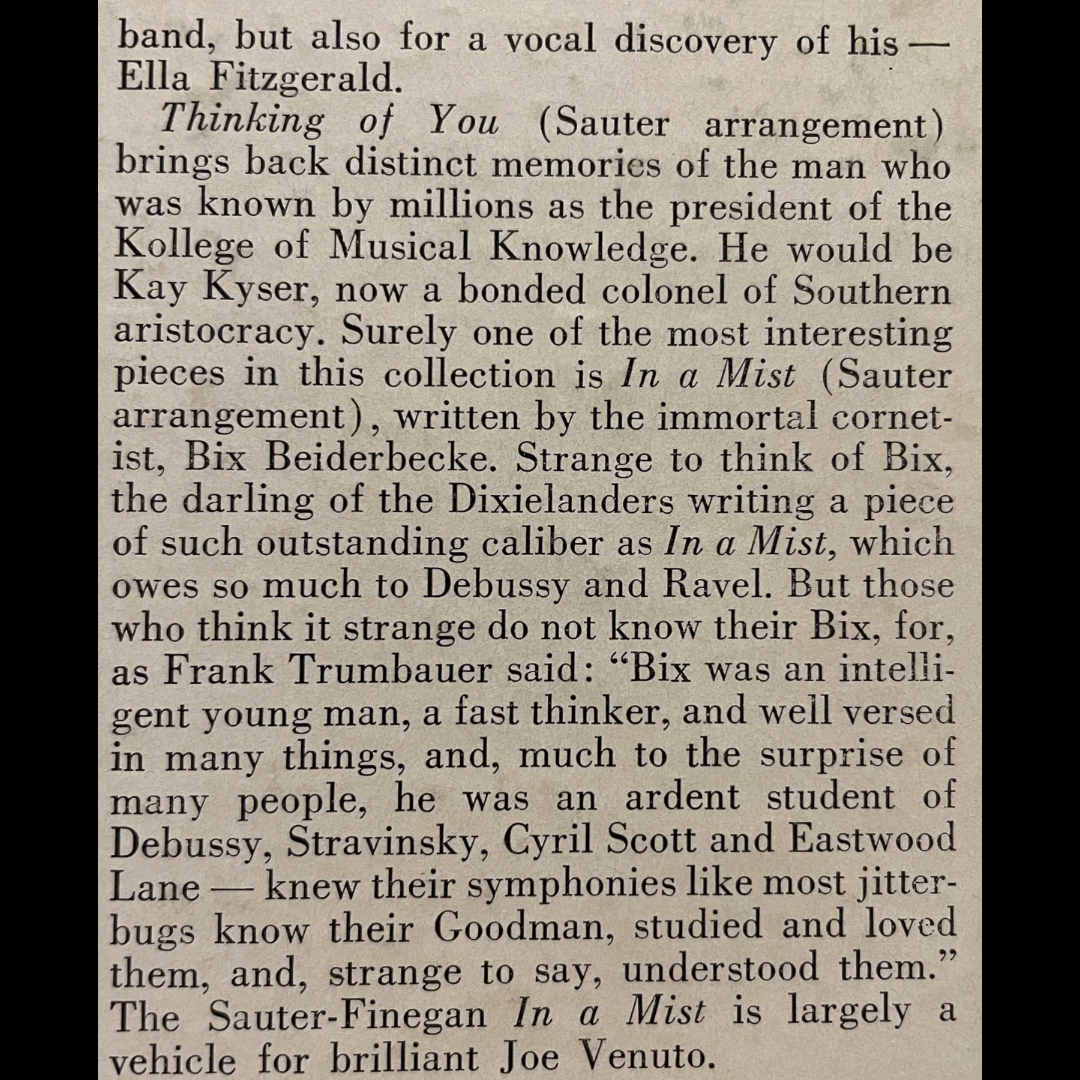 band, but also for a vocal discovery of his —
Ella Fitzgerald.
Thinking of You (Sauter arrangement)
brings back distinct memories of the man who
was known by millions as the president of the
Kollege of Musical Knowledge. He would be
Kay Kyser, now a bonded colonel of Southern
aristocracy. Surely one of the most interesting
pieces in this collection is In a Mist (Sauter
arrangement), written by the immortal cornet-
ist, Bix Beiderbecke. Strange to think of Bix,
the darling of the Dixielanders writing a piece
of such outstanding caliber as In a Mist, which
owes so much to Debussy and Ravel. But those
who think it strange do not know their Bix, for,
as Frank Trumbauer said: “Bix was an intelli-
gent young man, a fast thinker, and well versed
in many things, and, much to the surprise of
many people, he was an ardent student of
Debussy, Stravinsky, Cyril Scott and Eastwood
Lane — knew their symphonies like most jitter-
bugs know their Goodman, studied and loved
them, and, strange to say, understood them.”
The Sauter-Finegan In a Mist is largely a
vehicle for brilliant Joe Venuto.